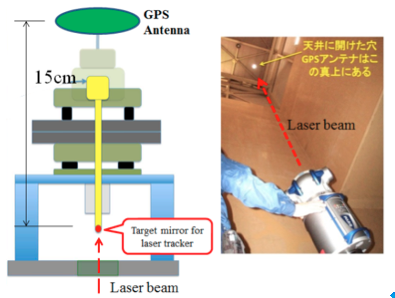 GPS
Antenna
15cm
Target mirror for
laser tracker
Laser beam
天井に開けた穴
GPSアンテナはこ
の真上にある
Laser beam